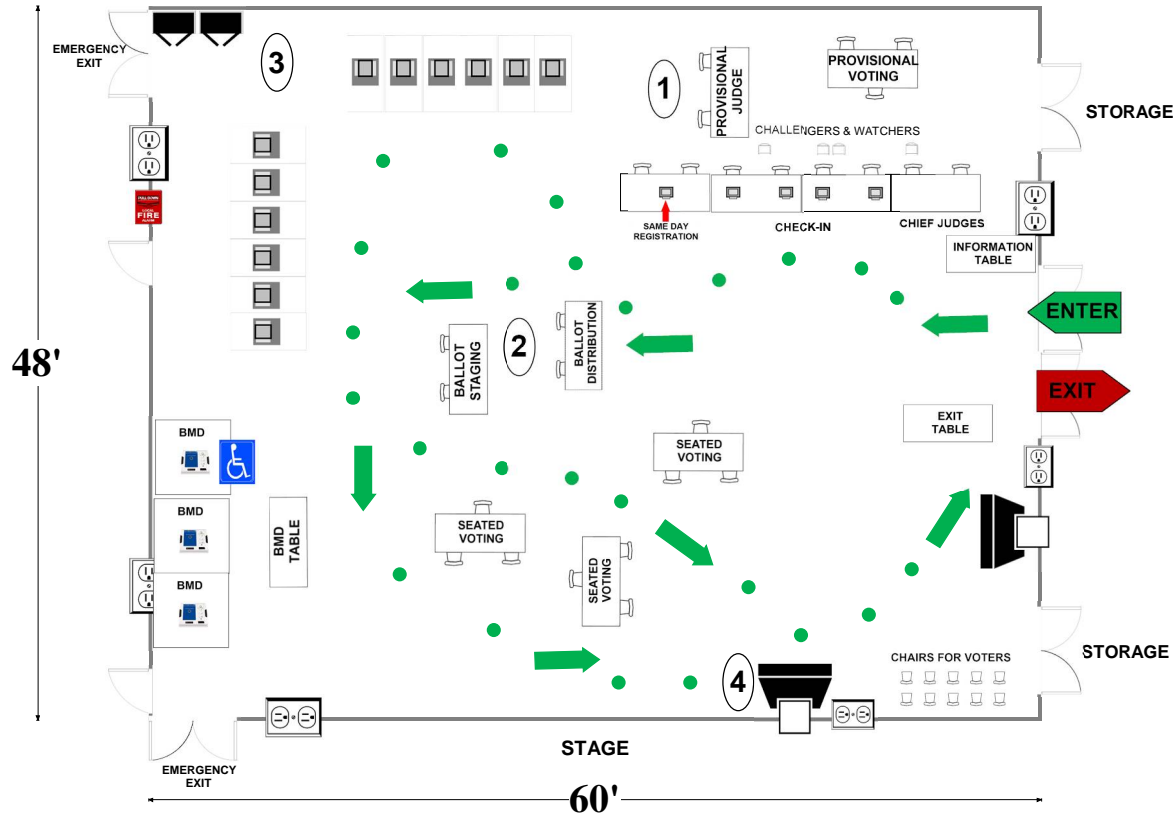 EMERGENCY
EXIT
3
1
PROVISIONAL
JUDGE
PROVISIONAL
VOTING
STORAGE
CHALLENGERS & WATCHERS
SAME DAY
REGISTRATION
CHECK-IN
CHIEF JUDGES
INFORMATION
TABLE
FIRE
ENTER
EXIT
48'
2
BALLOT
STAGING
BALLOT
DISTRIBUTION
EXIT
TABLE
SEATED
VOTING
BMD
BMD
BMD
BMD
TABLE
SEATED
VOTING
SEATED
VOTING
4
CHAIRS FOR VOTERS
STORAGE
STAGE
EMERGENCY
EXIT
60'